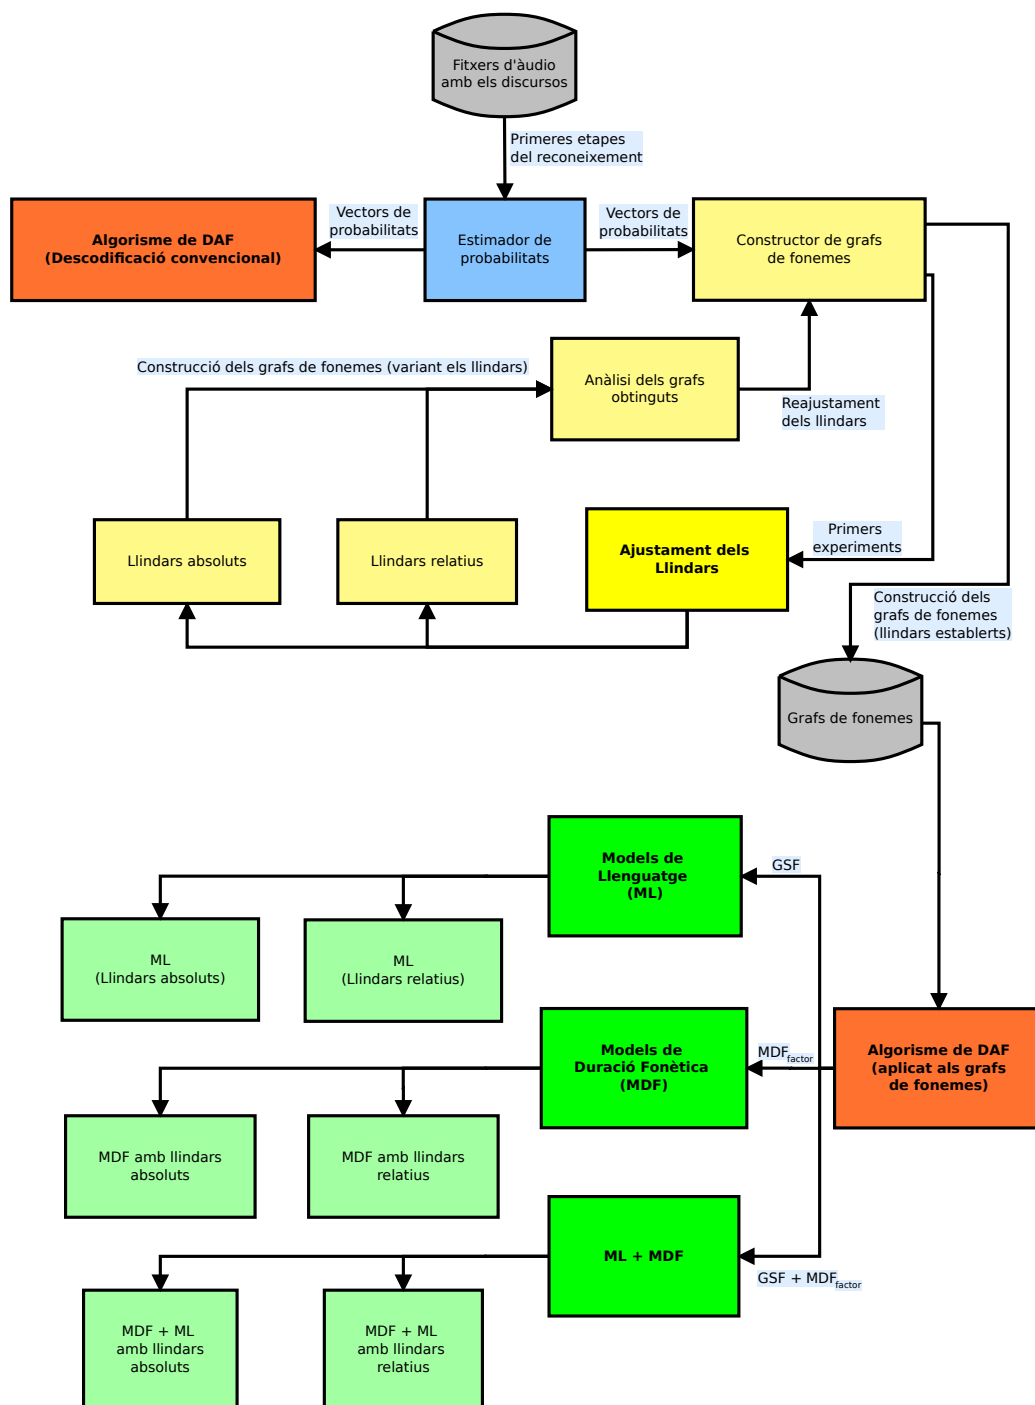 Fitxers d'àudio
amb els discursos
Primeres etapes
del reconeixement
Algorisme de DAF
(Descodificació convencional)
Vectors de
probabilitats
Estimador de
probabilitats
Vectors de
probabilitats
Constructor de grafs
de fonemes
Construcció dels grafs de fonemes (variant els llindars)
Anàlisi dels grafs
obtinguts
Reajustament
dels llindars
Llindars absoluts
Llindars relatius
Ajustament dels
Llindars
Primers
experiments
Construcció dels
grafs de fonemes
(llindars establerts)
Grafs de fonemes
Models de
Llenguatge
(ML)
GSF
ML
(Llindars absoluts)
ML
(Llindars relatius)
Models de
Duració Fonètica
(MDF)
MDFfactor
Algorisme de DAF
(aplicat als grafs
de fonemes)
MDF amb llindars
absoluts
MDF amb llindars
relatius
ML + MDF
GSF + MDFfactor
MDF + ML
amb llindars
absoluts
MDF + ML
amb llindars
relatius